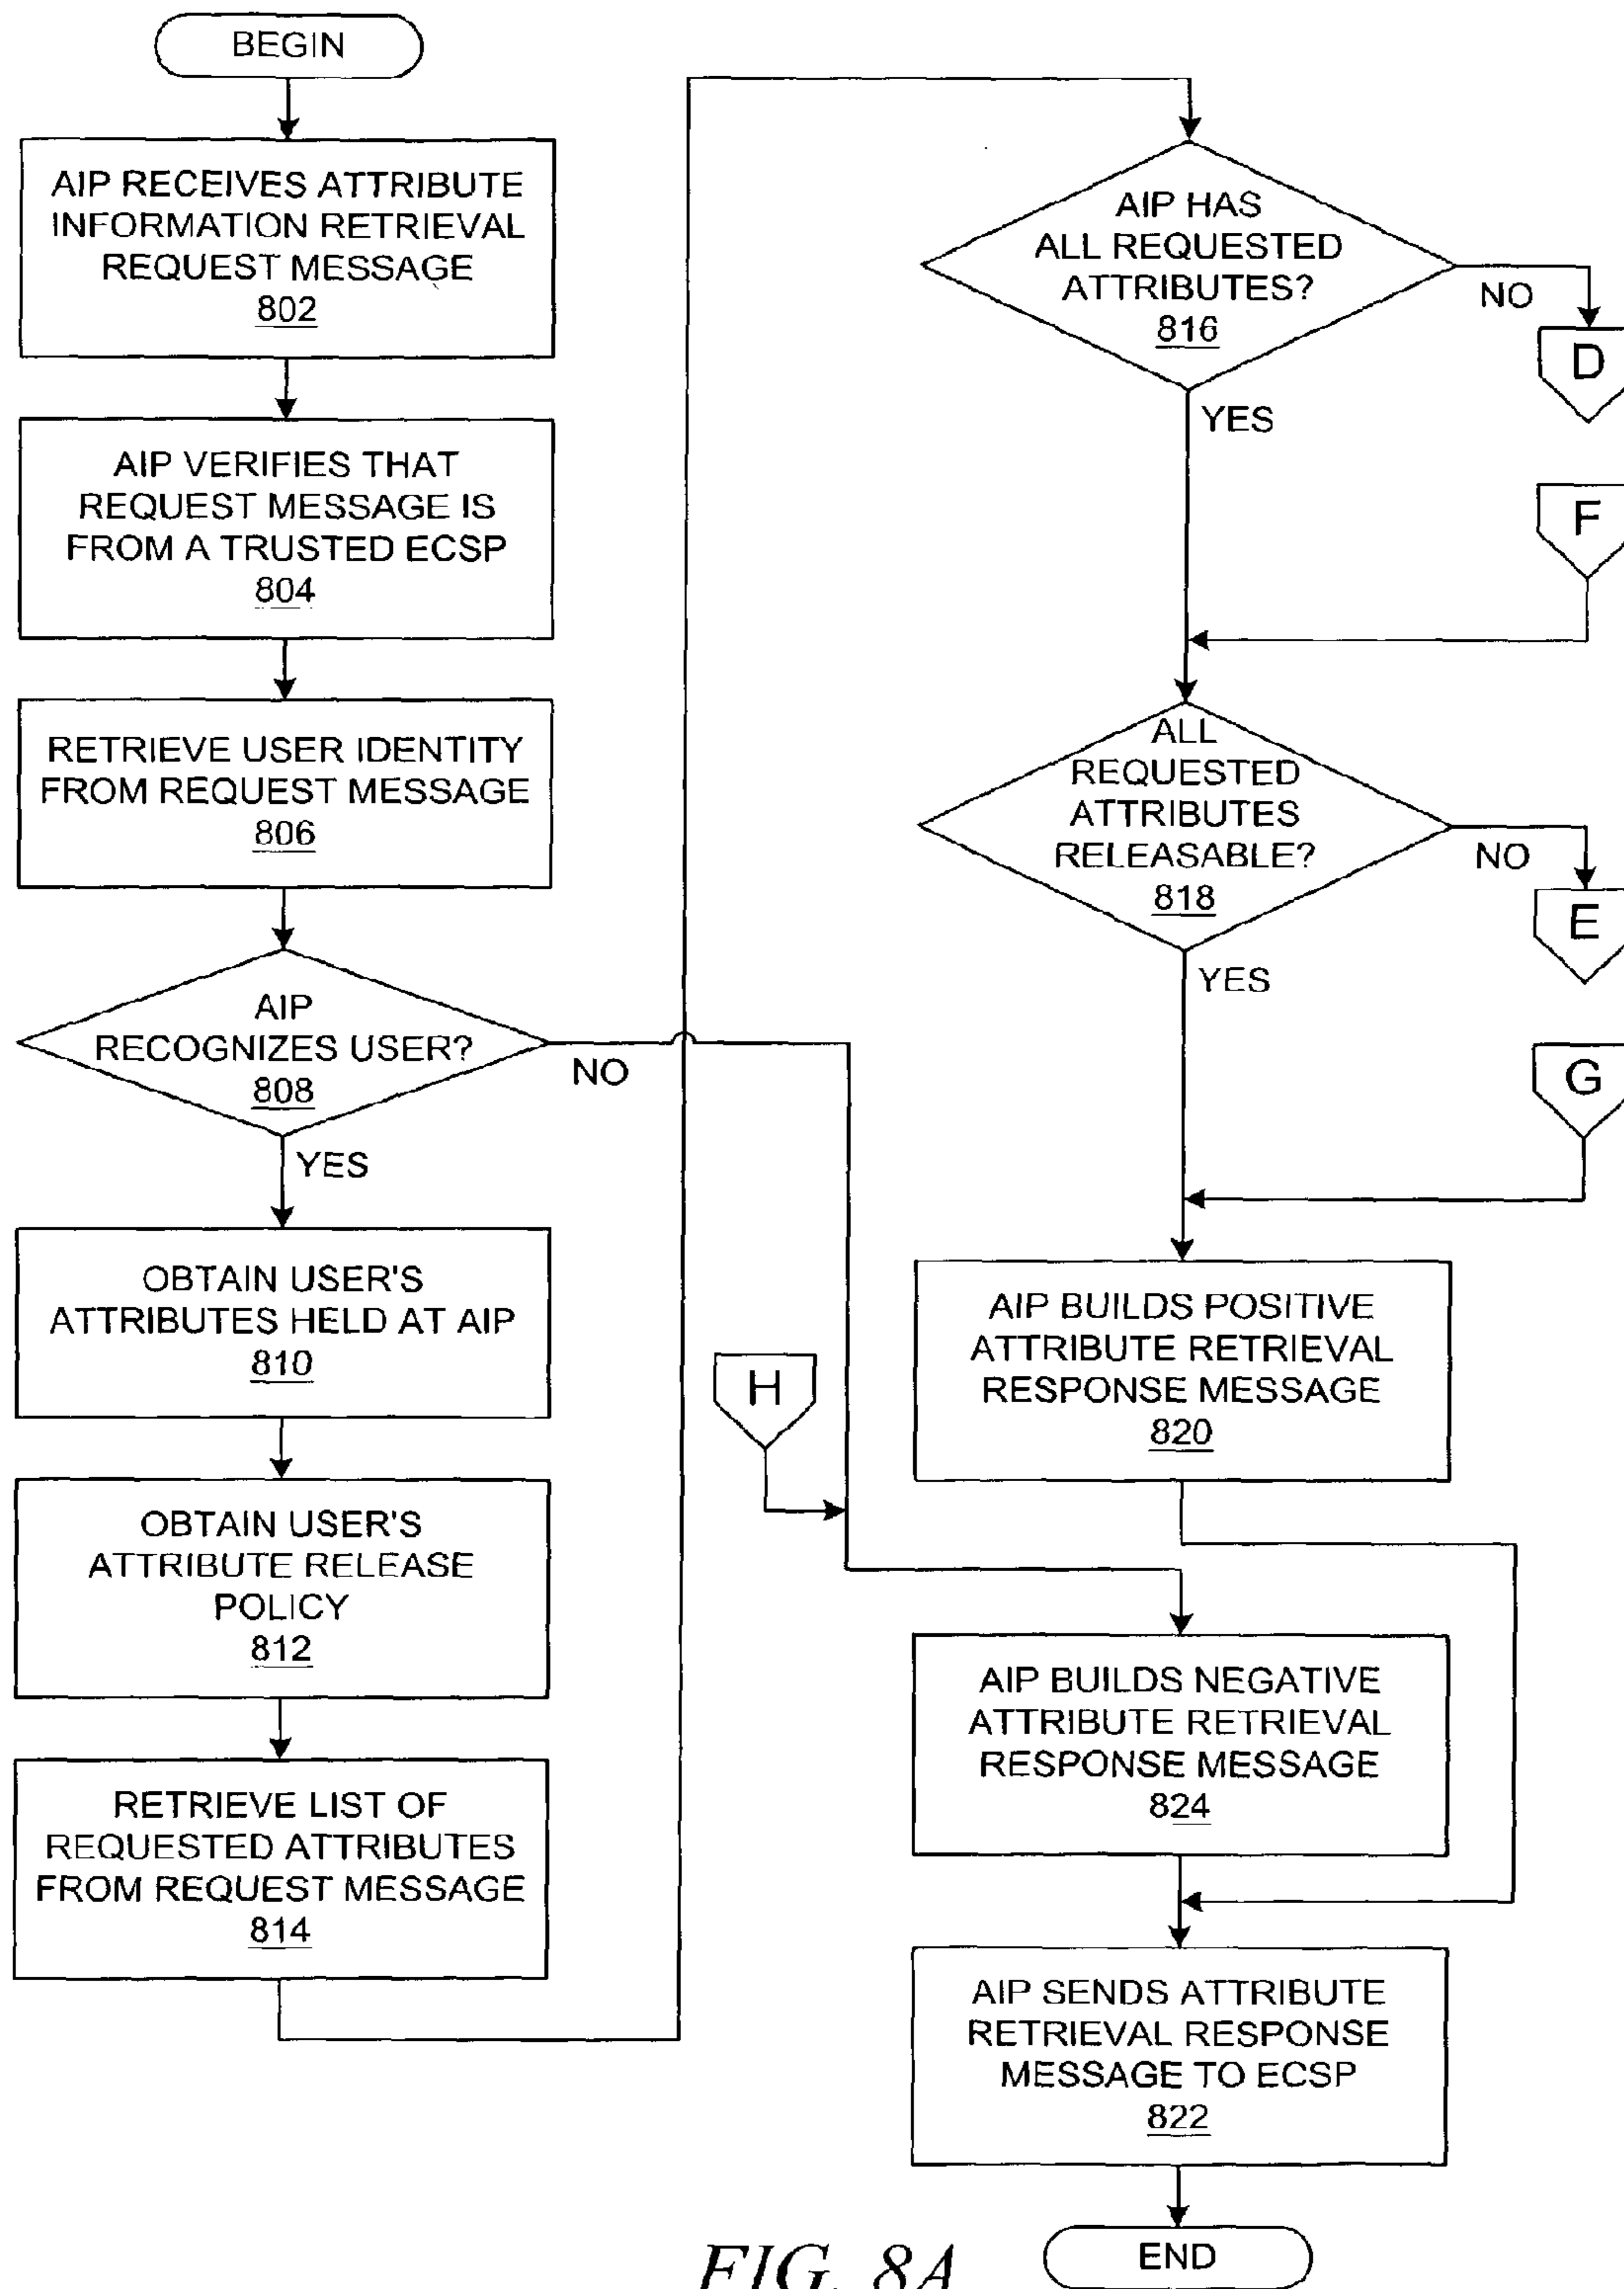 BEGIN
AIP RECEIVES ATTRIBUTE
INFORMATION RETRIEVAL
REQUEST MESSAGE
802
AIP VERIFIES THAT
REQUEST MESSAGE IS
FROM A TRUSTED ECSP
804
RETRIEVE USER IDENTITY
FROM REQUEST MESSAGE
806
AIP
RECOGNIZES USER?
808
NO
YES
OBTAIN USER'S
ATTRIBUTES HELD AT AIP
810
OBTAIN USER'S
ATTRIBUTE RELEASE
POLICY
812
RETRIEVE LIST OF
REQUESTED ATTRIBUTES
FROM REQUEST MESSAGE
814
AIP HAS
ALL REQUESTED
ATTRIBUTES?
816
NO
D
YES
F
ALL
REQUESTED
ATTRIBUTES
RELEASABLE?
818
NO
E
YES
G
AIP BUILDS POSITIVE
ATTRIBUTE RETRIEVAL
RESPONSE MESSAGE
820
H
AIP BUILDS NEGATIVE
ATTRIBUTE RETRIEVAL
RESPONSE MESSAGE
824
AIP SENDS ATTRIBUTE
RETRIEVAL RESPONSE
MESSAGE TO ECSP
822
END
FIG. 8A